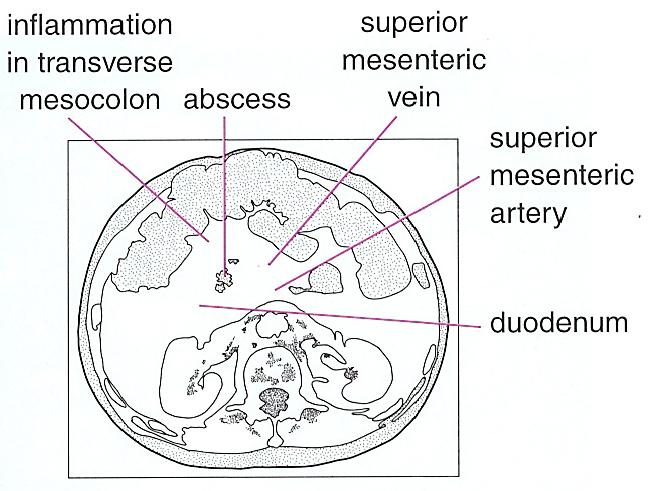 inflammation
in transverse
mesocolon
abscess
superior
mesenteric
vein
superior
mesenteric
artery
duodenum